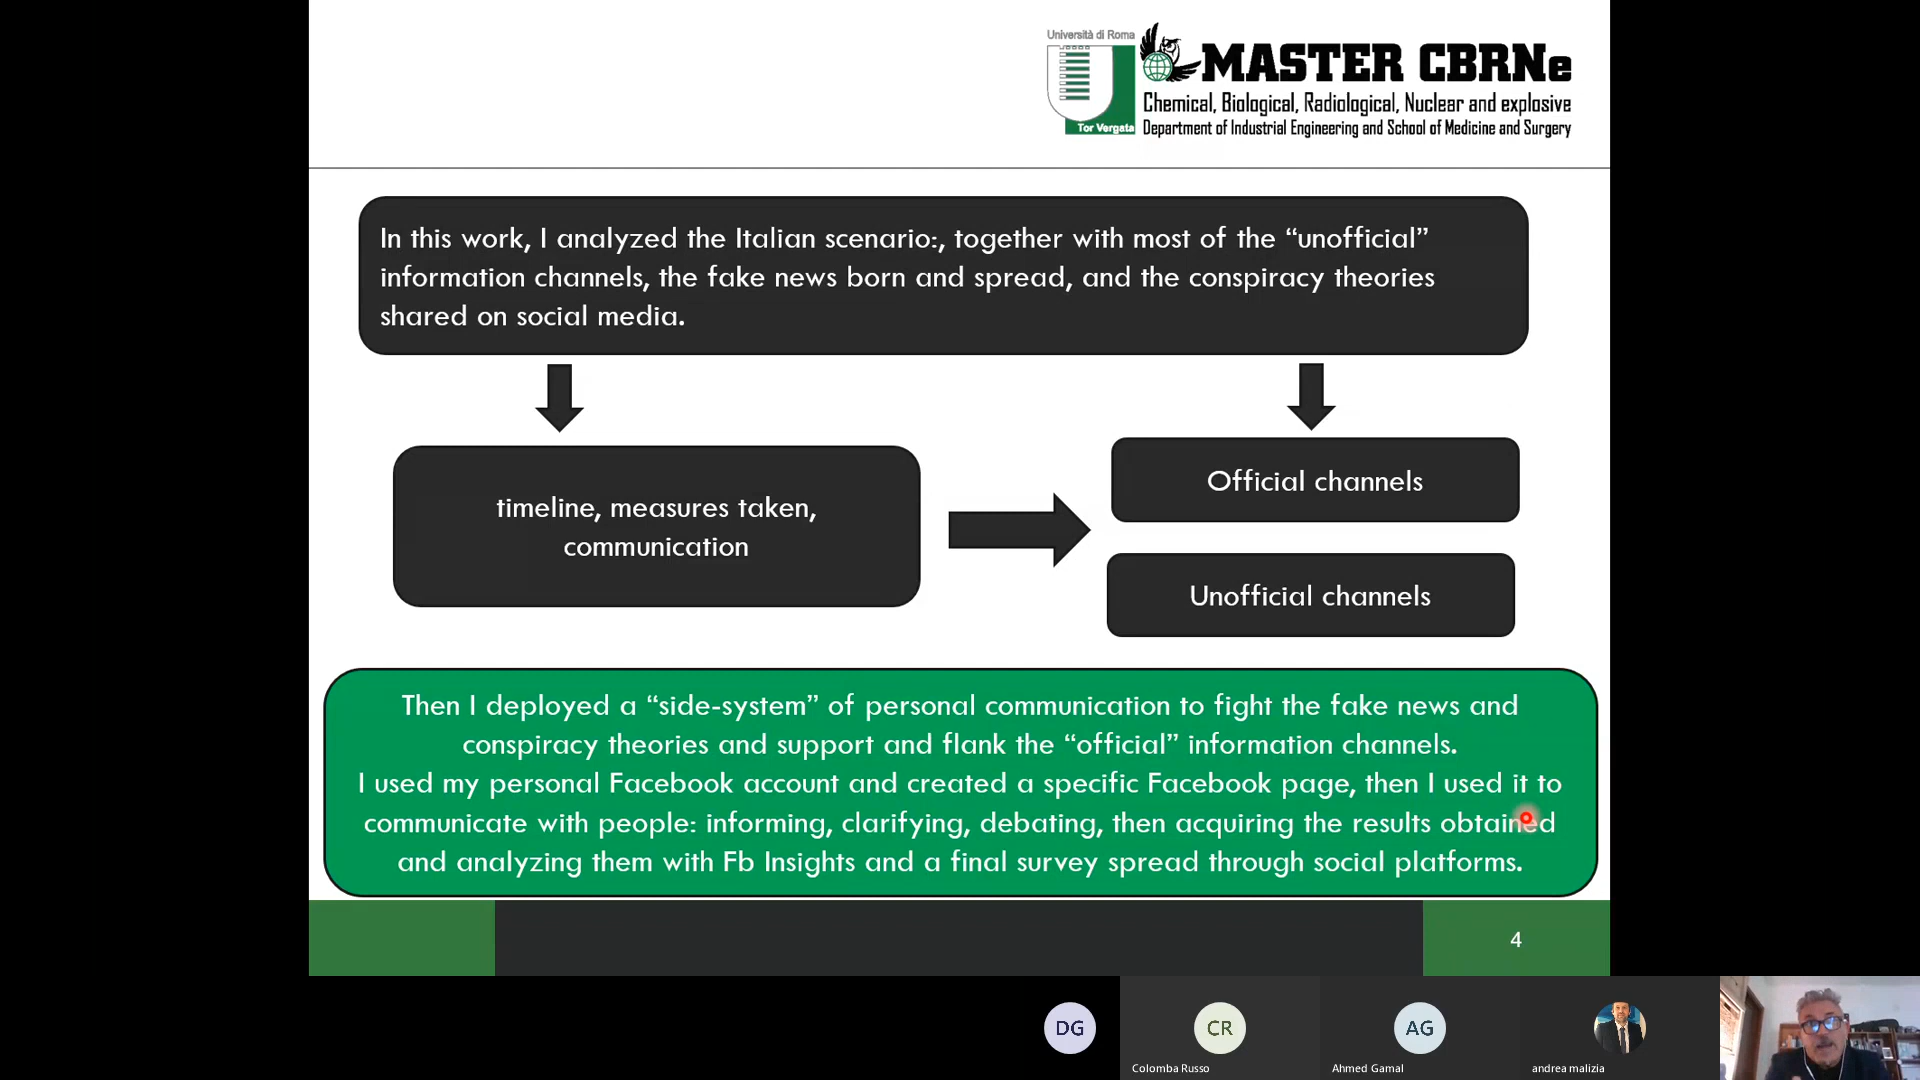 Università di Roma
Tor Vergata
MASTER CBRNe
Chemical, Biological, Radiological, Nuclear and explosive
Department of Industrial Engineering and School of Medicine and Surgery
In this work, I analyzed the Italian scenario:, together with most of the “unofficial”
information channels, the fake news born and spread, and the conspiracy theories
shared on social media.
timeline, measures taken,
communication
Official channels
Unofficial channels
Then I deployed a “side-system” of personal communication to fight the fake news and
conspiracy theories and support and flank the “official” information channels.
I used my personal Facebook account and created a specific Facebook page, then I used it to
communicate with people: informing, clarifying, debating, then acquiring the results obtained
and analyzing them with Fb Insights and a final survey spread through social platforms.
4
DG
CR
AG
Colomba Russo
Ahmed Gamal
andrea malizia